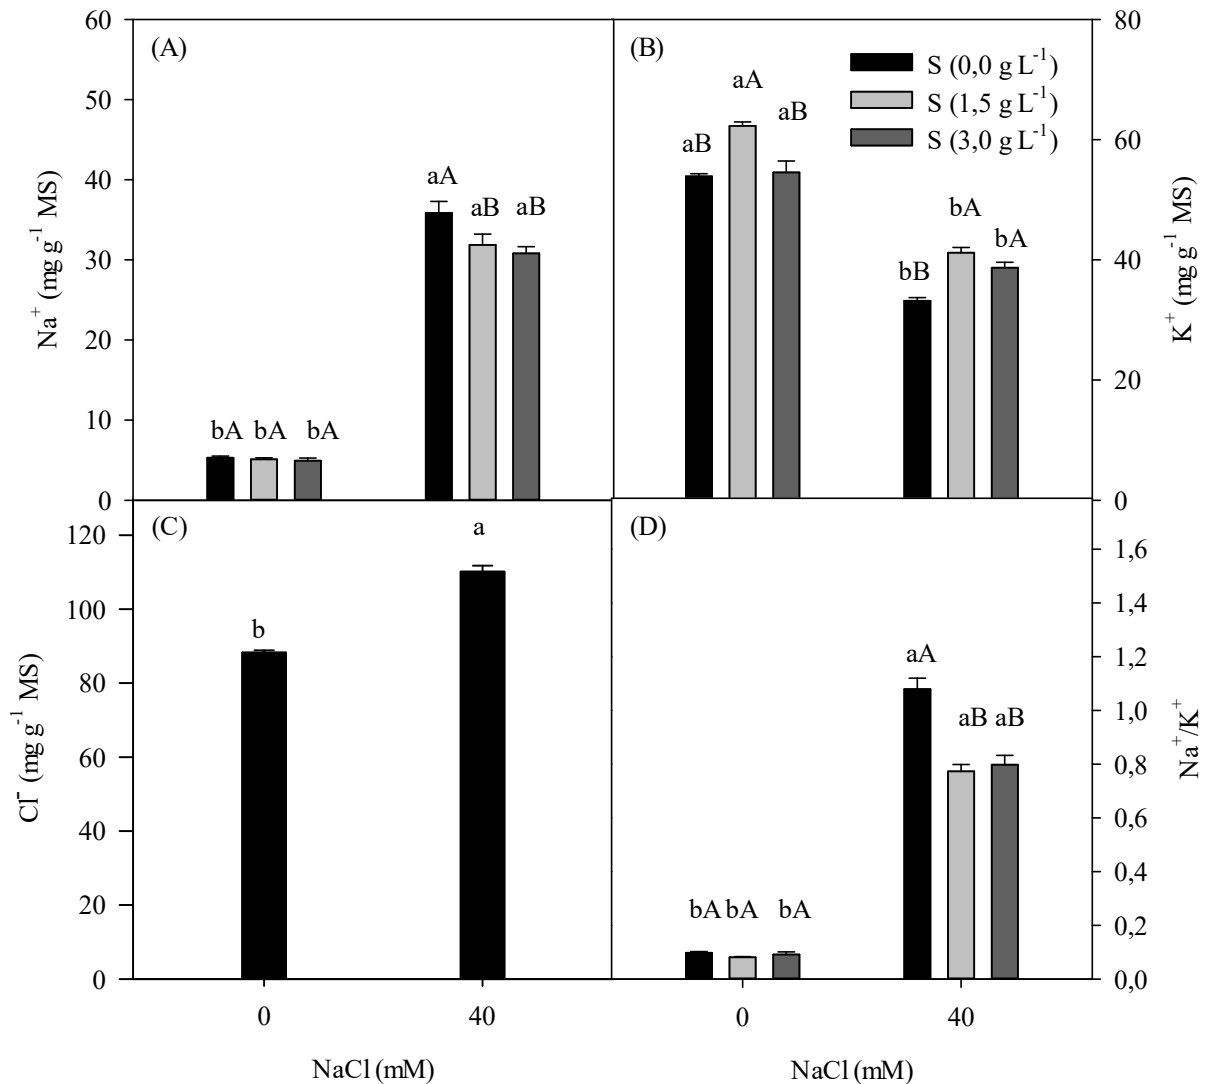 (A)
60
50
40
30
20
10
0
Na⁺ (mg g⁻¹ MS)
bA bA bA
aA aB aB
(B)
S (0,0 g L⁻¹)
S (1,5 g L⁻¹)
S (3,0 g L⁻¹)
aB aA aB
bB bA bA
80
60
40
20
0
K⁺ (mg g⁻¹ MS)
(C)
120
100
80
60
40
20
0
Cl⁻ (mg g⁻¹ MS)
b a
0 40
NaCl (mM)
(D)
bA bA bA
aA aB aB
1,6
1,4
1,2
1,0
0,8
0,6
0,4
0,2
0,0
Na⁺/K⁺
0 40
NaCl (mM)